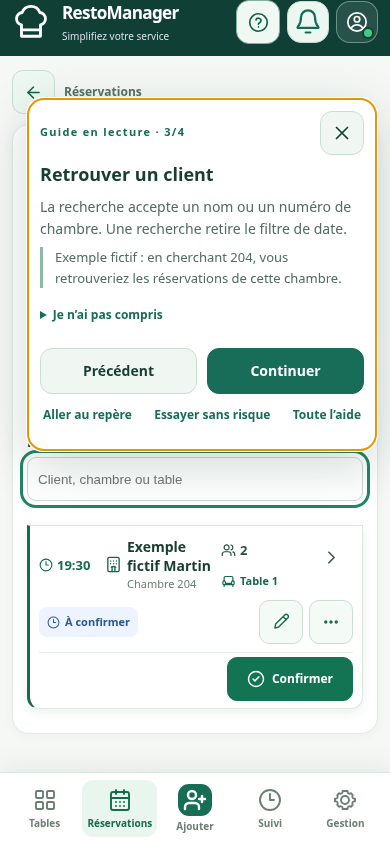 RestoManager
Simplifiez votre service
Réservations
Guide en lecture · 3/4
Retrouver un client
La recherche accepte un nom ou un numéro de
chambre. Une recherche retire le filtre de date.
Exemple fictif : en cherchant 204, vous
retrouveriez les réservations de cette chambre.
Je n’ai pas compris
Précédent
Continuer
Aller au repère
Essayer sans risque
Toute l’aide
Client, chambre ou table
19:30
Exemple
fictif Martin
Chambre 204
2
Table 1
À confirmer
Confirmer
Tables
Réservations
Ajouter
Suivi
Gestion